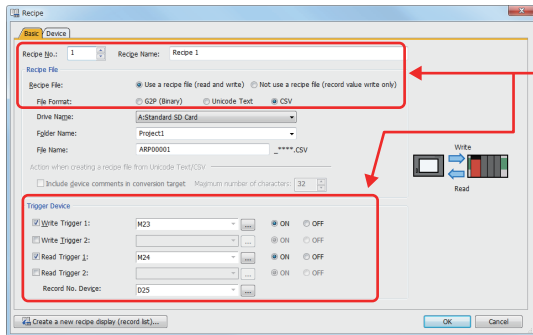 Recipe
Basic Device
Recipe No.: 1 Recipe Name: Recipe 1
Recipe File
Recipe File: Use a recipe file (read and write) Not use a recipe file (record value write only)
File Format: G2P (Binary) Unicode Text CSV
Drive Name: A:Standard SD Card
Folder Name: Project1
File Name: ARP00001 _****.CSV
Action when creating a recipe file from Unicode Text/CSV
Include device comments in conversion target Maximum number of characters: 32
Write
Read
Trigger Device
Write Trigger 1: M23 ... ON OFF
Write Trigger 2: ... ON OFF
Read Trigger 1: M24 ... ON OFF
Read Trigger 2: ... ON OFF
Record No. Device: D25 ...
Create a new recipe display (record list)... OK Cancel